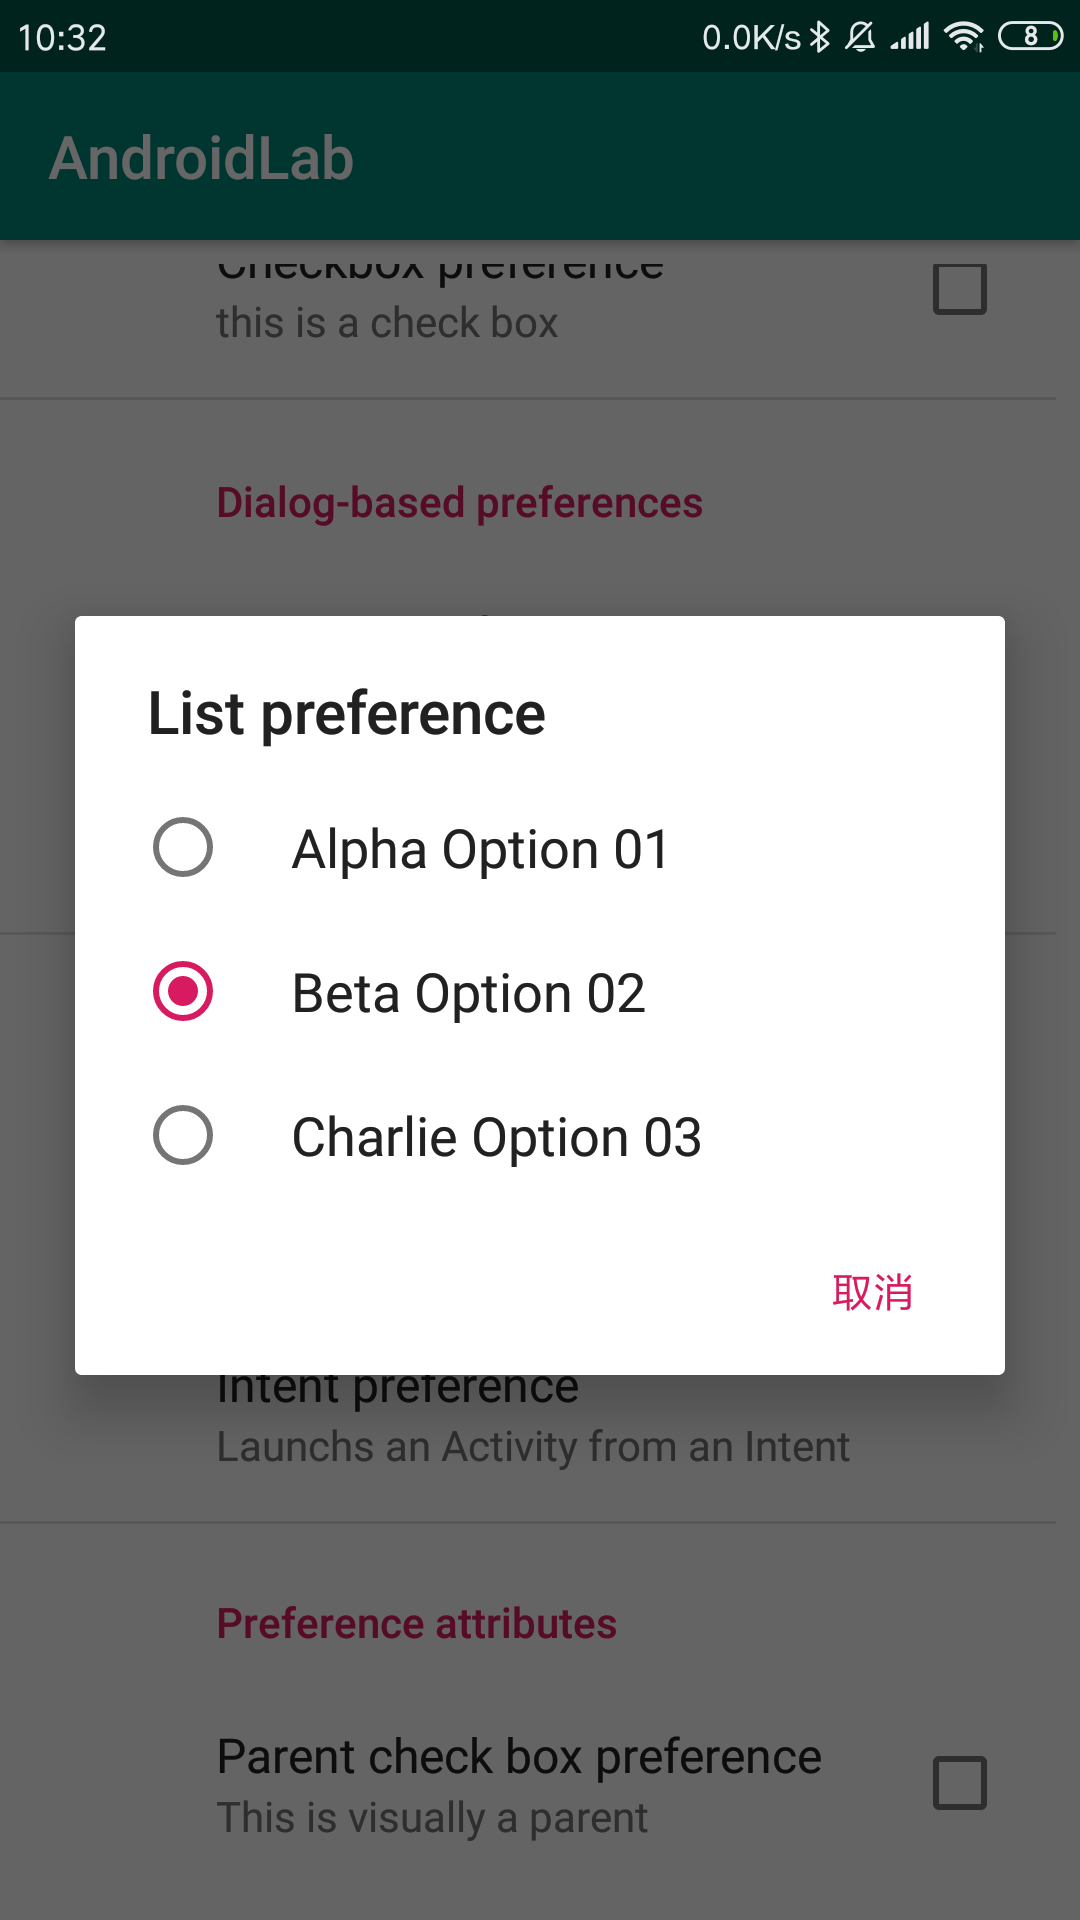 10:32 0.0K/s 8
AndroidLab
Checkbox preference
this is a check box
Dialog-based preferences
List preference
Alpha Option 01
Beta Option 02
Charlie Option 03
取消
Intent preference
Launchs an Activity from an Intent
Preference attributes
Parent check box preference
This is visually a parent